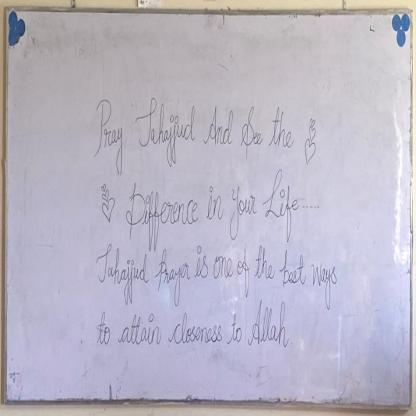 Pray Tahajjud And See the
Difference in Your Life.....
Tahajjud Prayer is one of the best ways
to attain closeness to Allah.